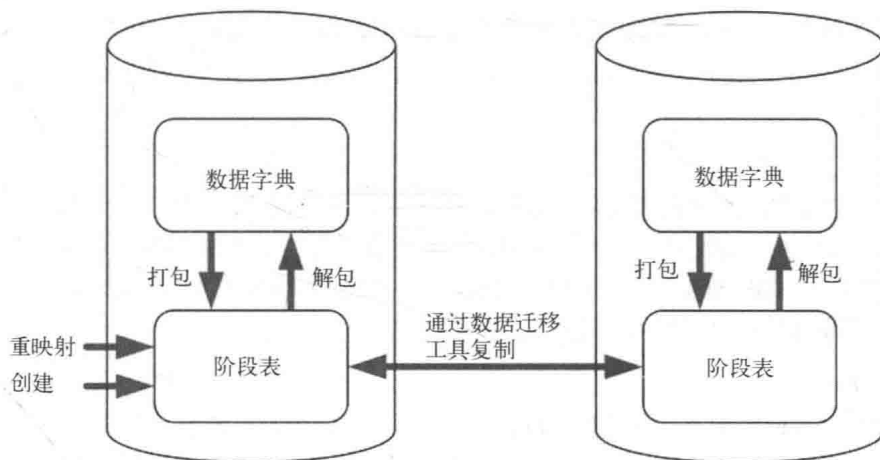 数据字典
数据字典
打包
解包
打包
解包
重映射
创建
阶段表
通过数据迁移
工具复制
阶段表